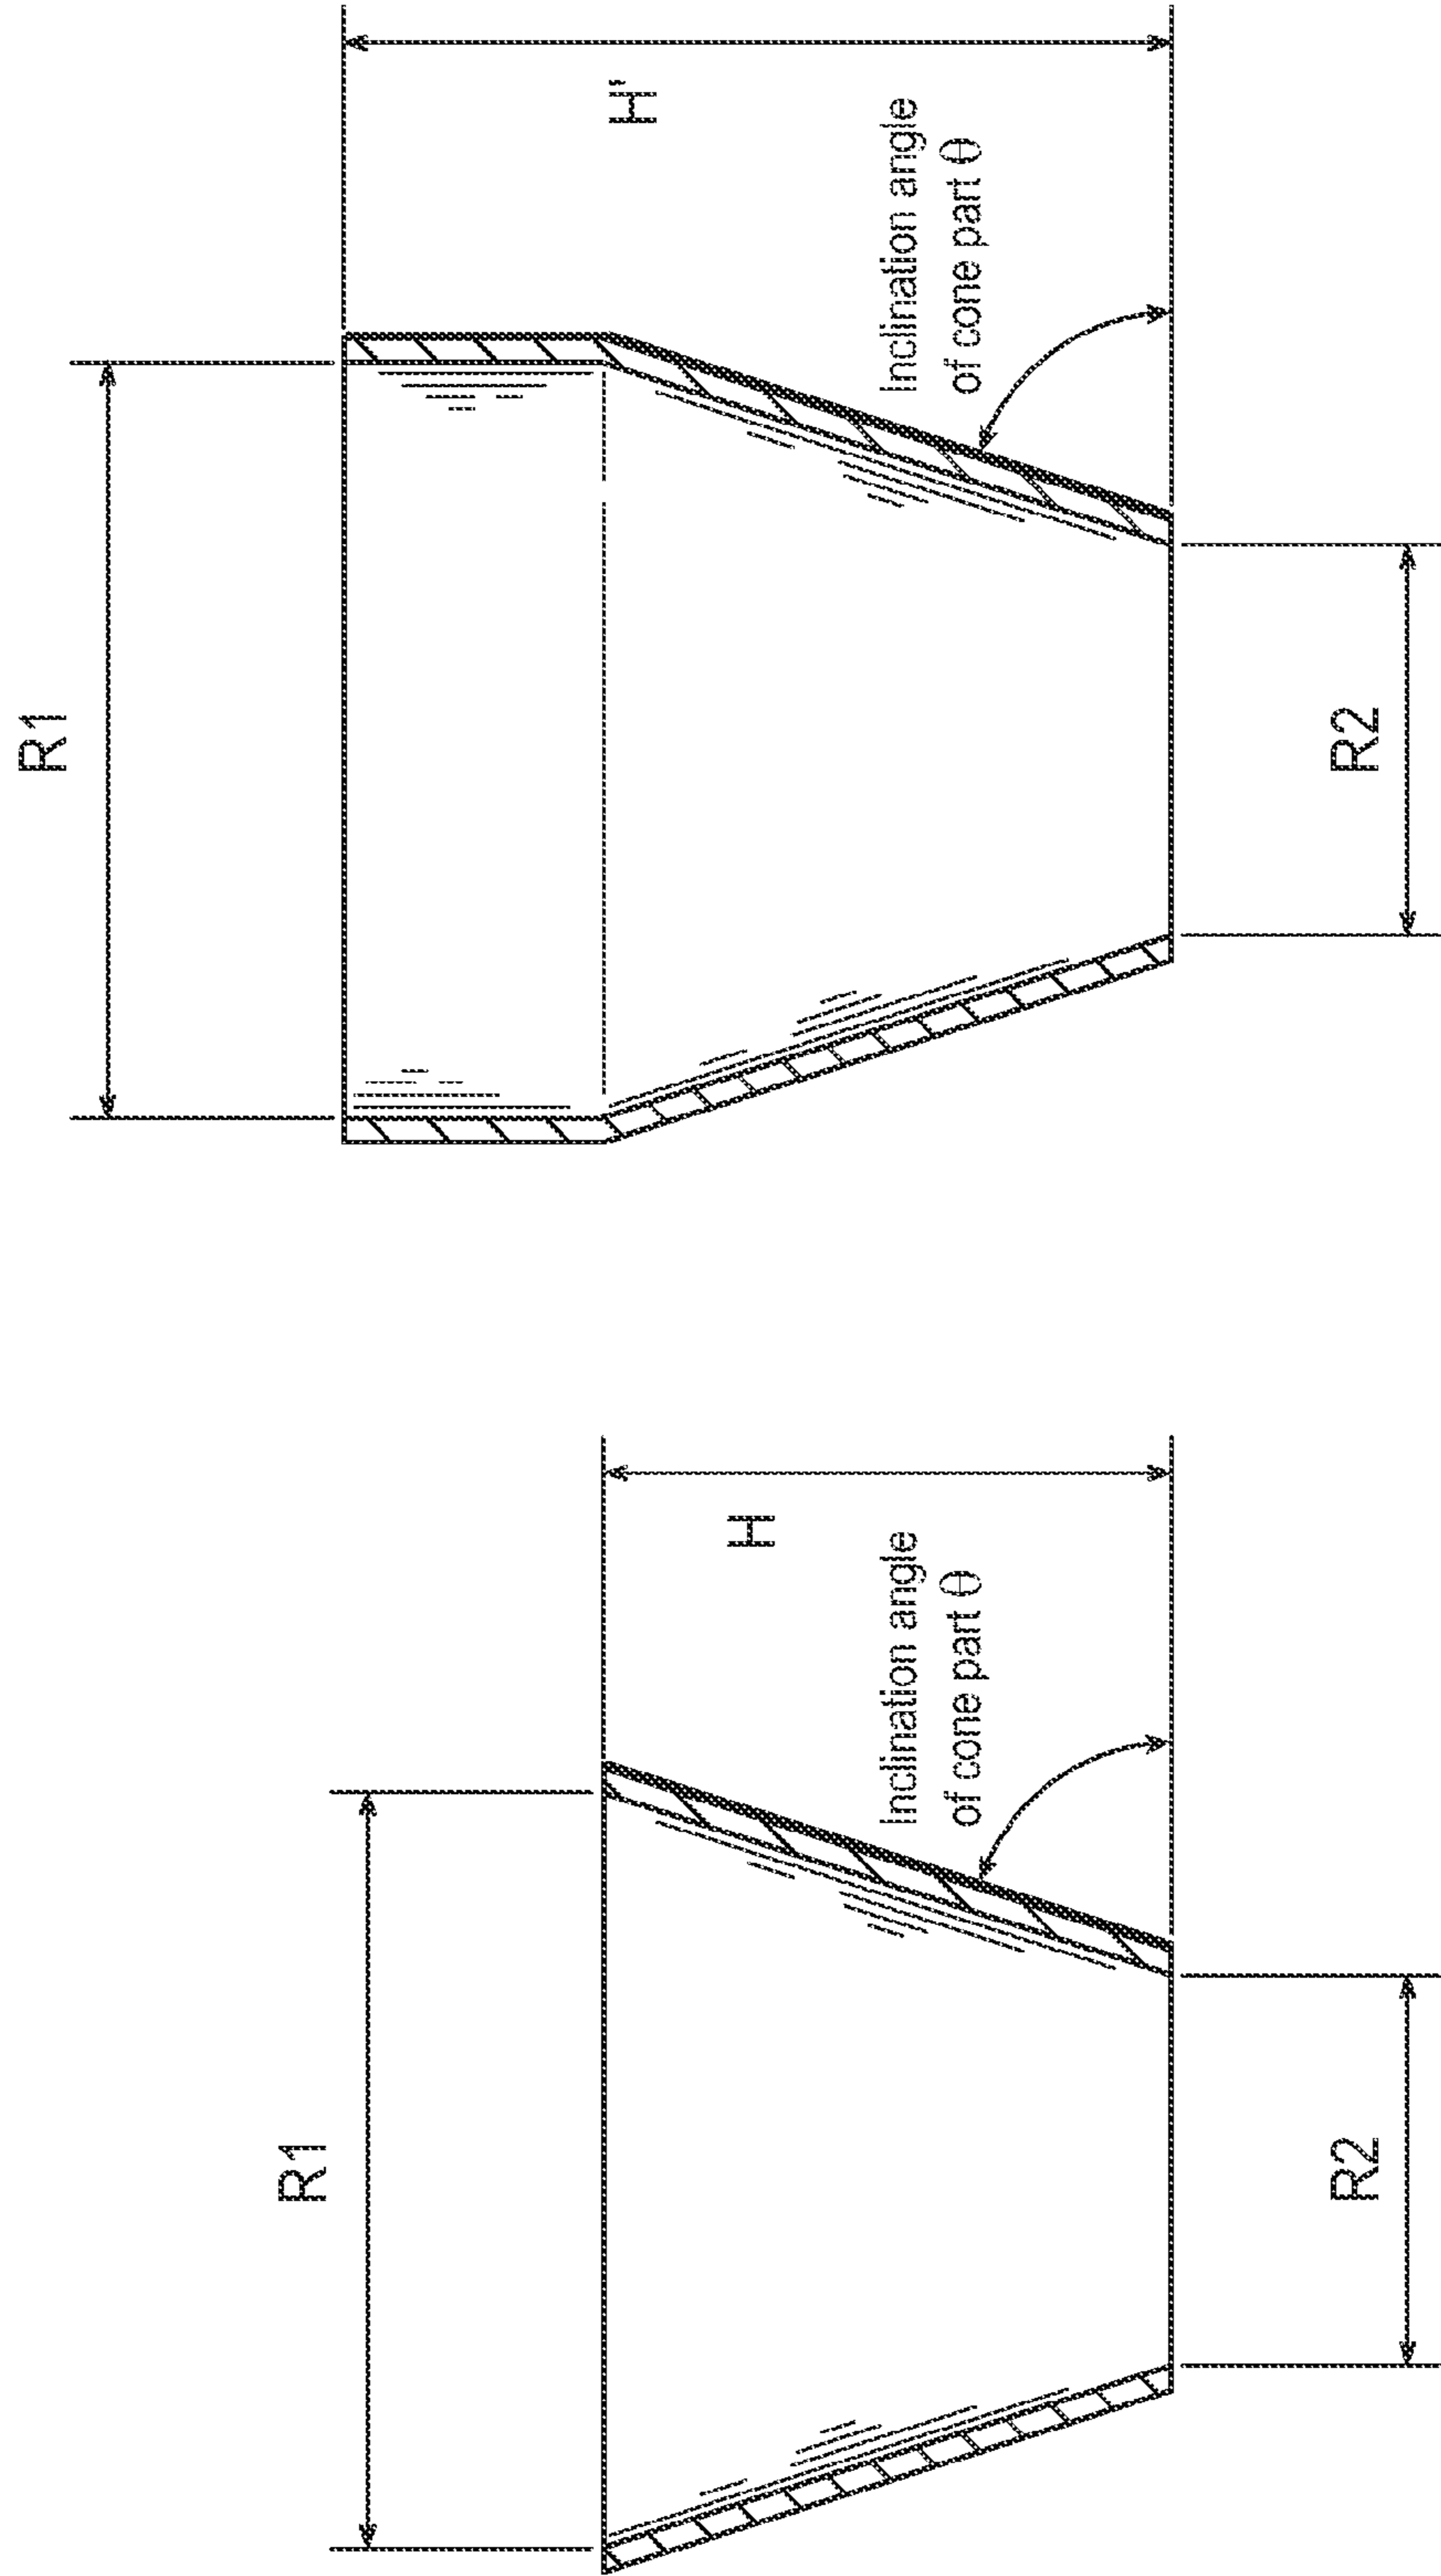 R1
H
Inclination angle
of cone part θ
R2
R1
H'
Inclination angle
of cone part θ
R2